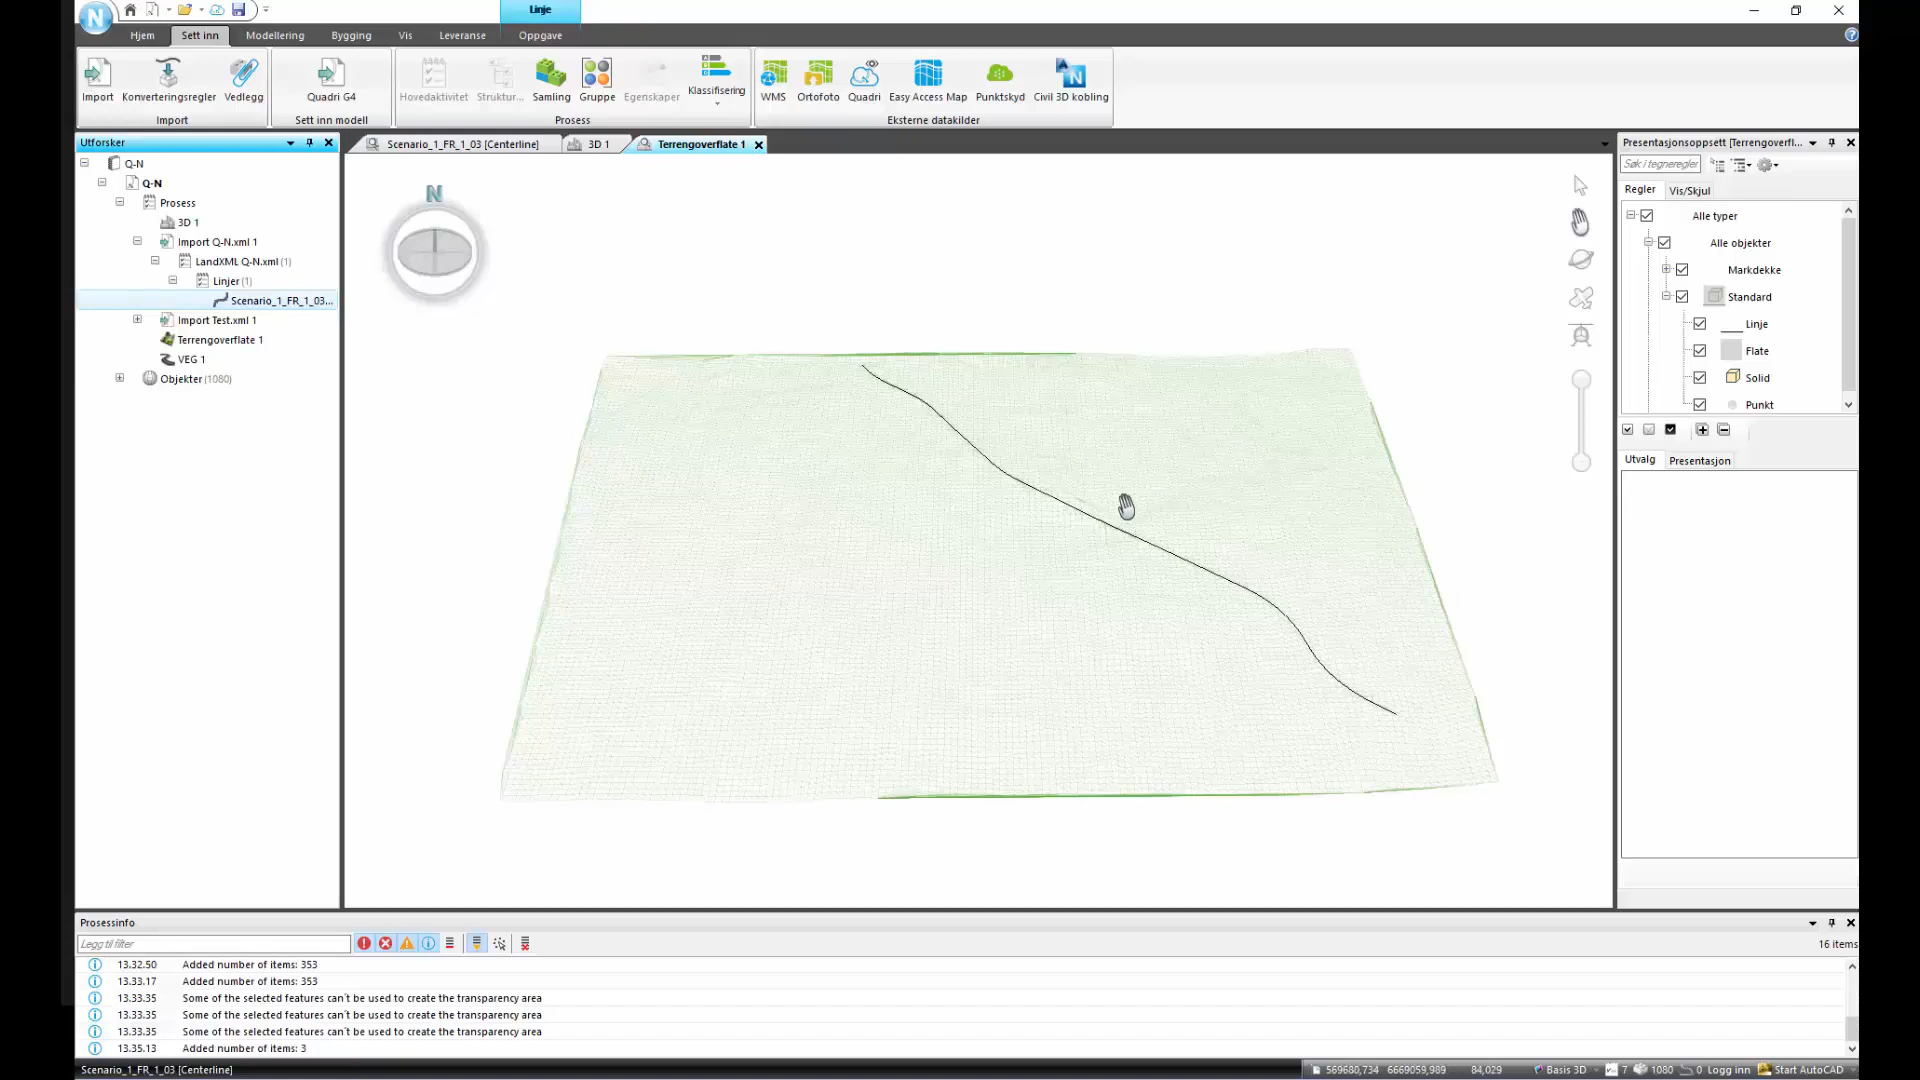 N
Linje
Hjem
Sett inn
Modellering
Bygging
Vis
Leveranse
Oppgave
?
Import
Konverteringsregler
Vedlegg
Quadri G4
Hovedaktivitet
Struktur...
Samling
Gruppe
Egenskaper
Klassifisering
WMS
Ortofoto
Quadri
Easy Access Map
Punktskyd
Civil 3D kobling
Import
Sett inn modell
Prosess
Eksterne datakilder
Utforsker
Q-N
Q-N
Prosess
3D 1
Import Q-N.xml 1
LandXML Q-N.xml (1)
Linjer (1)
Scenario_1_FR_1_03...
Import Test.xml 1
Terrengoverflate 1
VEG 1
Objekter (1080)
Scenario_1_FR_1_03 [Centerline]
3D 1
Terrengoverflate 1
N
Presentasjonsoppsett [Terrengoverfl...
Søk i tegneregler
Regler
Vis/Skjul
Alle typer
Alle objekter
Markdekke
Standard
Linje
Flate
Solid
Punkt
Utvalg
Presentasjon
Prosessinfo
Legg til filter
16 items
13.32.50 Added number of items: 353
13.33.17 Added number of items: 353
13.33.35 Some of the selected features can't be used to create the transparency area
13.33.35 Some of the selected features can't be used to create the transparency area
13.33.35 Some of the selected features can't be used to create the transparency area
13.35.13 Added number of items: 3
Scenario_1_FR_1_03 [Centerline]
569680,734 6669059,989 84,029
Basis 3D
7
1080
0
Logg inn
Start AutoCAD